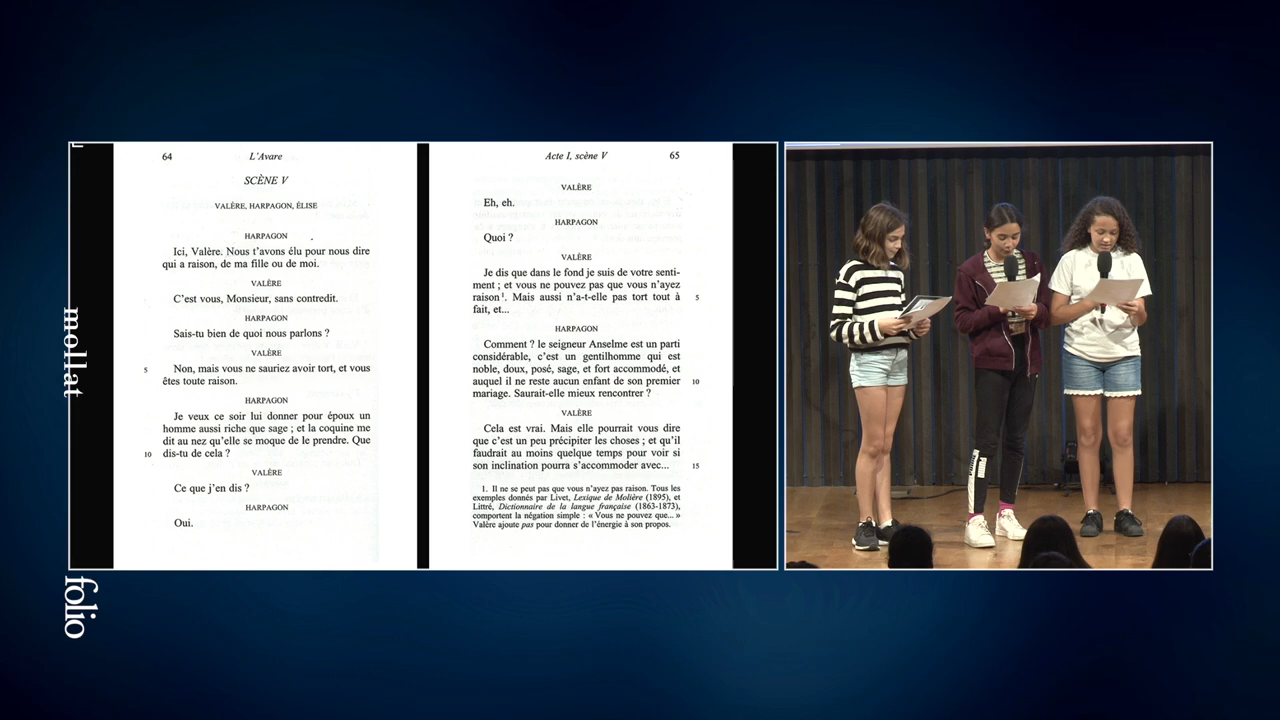 64
L'Avare
SCÈNE V
VALÈRE, HARPAGON, ÉLISE
HARPAGON
Ici, Valère. Nous t'avons élu pour nous dire
qui a raison, de ma fille ou de moi.
VALÈRE
C'est vous, Monsieur, sans contredit.
HARPAGON
Sais-tu bien de quoi nous parlons ?
VALÈRE
5 Non, mais vous ne sauriez avoir tort, et vous
êtes toute raison.
HARPAGON
Je veux ce soir lui donner pour époux un
homme aussi riche que sage ; et la coquine me
dit au nez qu'elle se moque de le prendre. Que
10 dis-tu de cela ?
VALÈRE
Ce que j'en dis ?
HARPAGON
Oui.
Acte I, scène V
65
VALÈRE
Eh, eh.
HARPAGON
Quoi ?
VALÈRE
Je dis que dans le fond je suis de votre senti-
ment ; et vous ne pouvez pas que vous n'ayez
raison¹. Mais aussi n'a-t-elle pas tort tout à 5
fait, et...
HARPAGON
Comment ? le seigneur Anselme est un parti
considérable, c'est un gentilhomme qui est
noble, doux, posé, sage, et fort accommodé, et
auquel il ne reste aucun enfant de son premier 10
mariage. Saurait-elle mieux rencontrer ?
VALÈRE
Cela est vrai. Mais elle pourrait vous dire
que c'est un peu précipiter les choses ; et qu'il
faudrait au moins quelque temps pour voir si
son inclination pourra s'accommoder avec... 15
1. Il ne se peut pas que vous n'ayez pas raison. Tous les
exemples donnés par Livet, Lexique de Molière (1895), et
Littré, Dictionnaire de la langue française (1863-1873),
comportent la négation simple : « Vous ne pouvez que... »
Valère ajoute pas pour donner de l'énergie à son propos.
mollat
folio